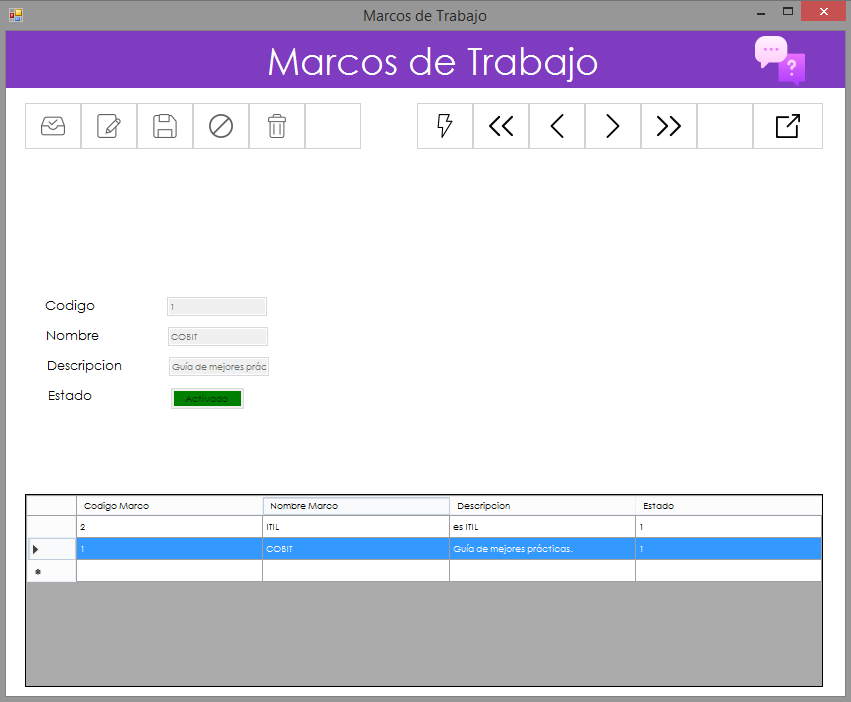 Marcos de Trabajo
Marcos de Trabajo
?
Codigo 1
Nombre COBIT
Descripcion Guía de mejores prác
Estado Activado
Codigo Marco Nombre Marco Descripcion Estado
2 ITIL es ITIL 1
1 COBIT Guía de mejores prácticas. 1